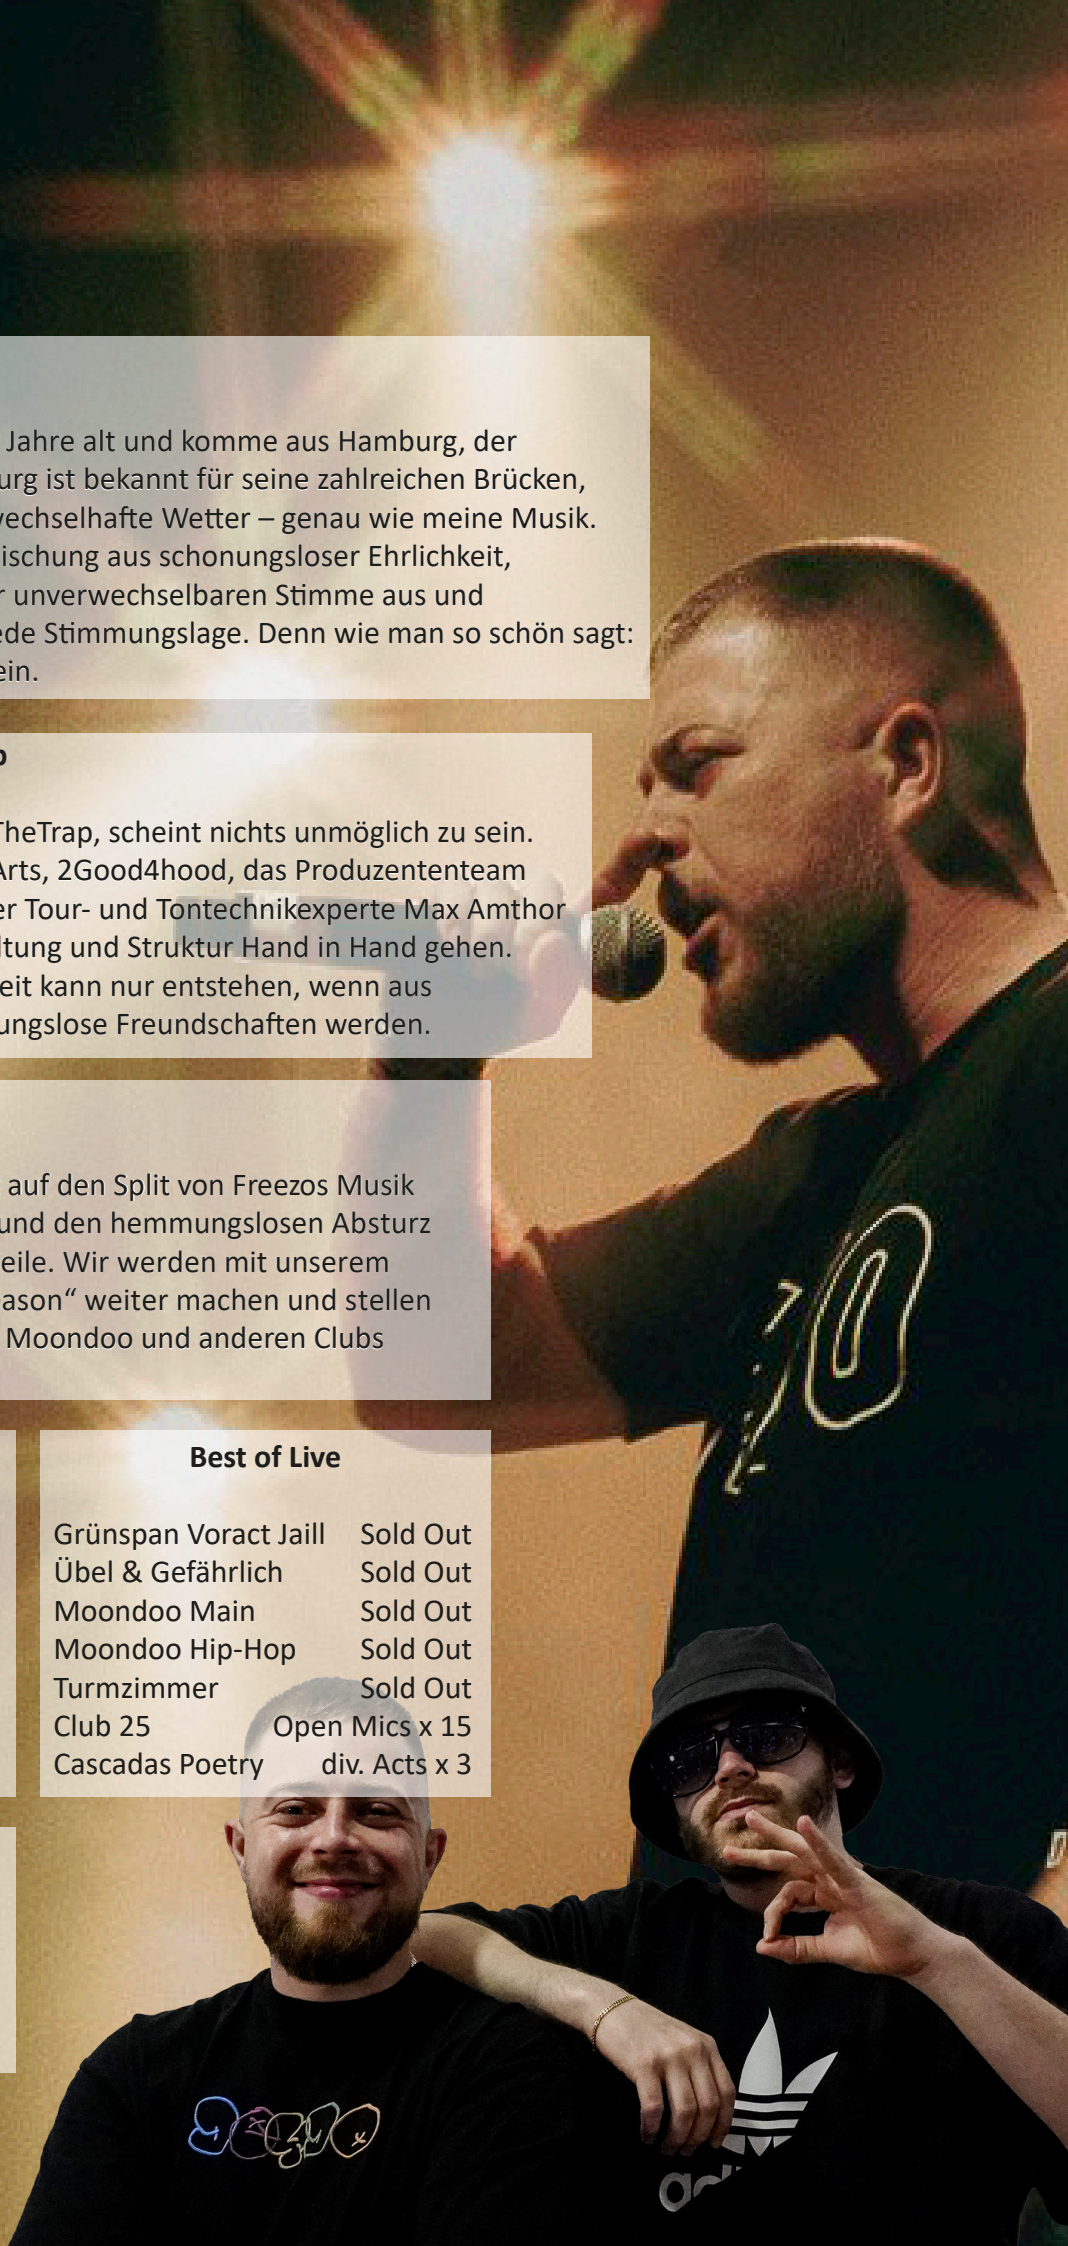 Jahre alt und komme aus Hamburg, der
urg ist bekannt für seine zahlreichen Brücken,
wechselhafte Wetter – genau wie meine Musik.
ischung aus schonungsloser Ehrlichkeit,
r unverwechselbaren Stimme aus und
ede Stimmungslage. Denn wie man so schön sagt:
ein.
p
TheTrap, scheint nichts unmöglich zu sein.
Arts, 2Good4hood, das Produzententeam
er Tour- und Tontechnikexperte Max Amthor
ltung und Struktur Hand in Hand gehen.
eit kann nur entstehen, wenn aus
ungslose Freundschaften werden.
auf den Split von Freezos Musik
und den hemmungslosen Absturz
eile. Wir werden mit unserem
eason“ weiter machen und stellen
Moondoo und anderen Clubs
Best of Live
Grünspan Voract Jaill Sold Out
Übel & Gefährlich Sold Out
Moondoo Main Sold Out
Moondoo Hip-Hop Sold Out
Turmzimmer Sold Out
Club 25 Open Mics x 15
Cascadas Poetry div. Acts x 3